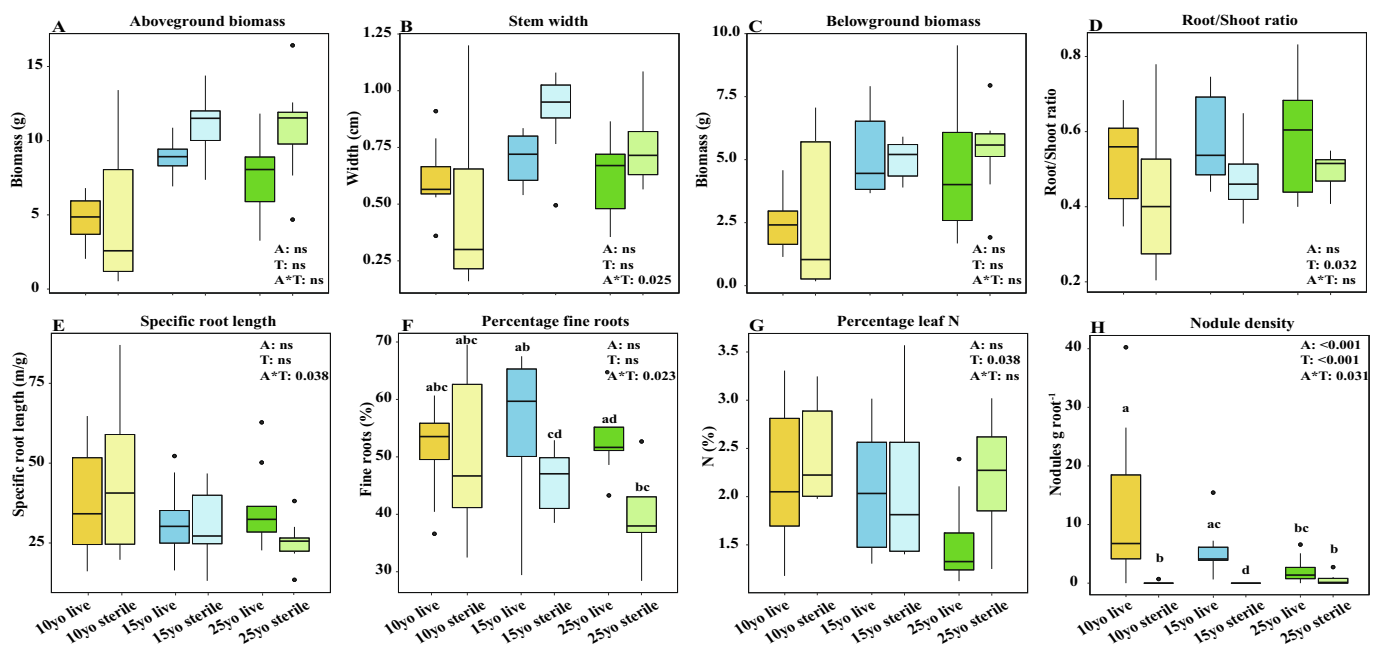 A Aboveground biomass
Biomass (g)
15
10
5
0
A: ns
T: ns
A*T: ns
B Stem width
Width (cm)
1.25
1.00
0.75
0.50
0.25
A: ns
T: ns
A*T: 0.025
C Belowground biomass
Biomass (g)
10.0
7.5
5.0
2.5
0.0
A: ns
T: ns
A*T: ns
D Root/Shoot ratio
Root/Shoot ratio
0.8
0.6
0.4
0.2
A: ns
T: 0.032
A*T: ns
E Specific root length
Specific root length (m/g)
75
50
25
A: ns
T: ns
A*T: 0.038
10yo live
10yo sterile
15yo live
15yo sterile
25yo live
25yo sterile
F Percentage fine roots
Fine roots (%)
70
60
50
40
30
A: ns
T: ns
A*T: 0.023
abc
abc
ab
cd
ad
bc
10yo live
10yo sterile
15yo live
15yo sterile
25yo live
25yo sterile
G Percentage leaf N
N (%)
3.5
3.0
2.5
2.0
1.5
A: ns
T: 0.038
A*T: ns
10yo live
10yo sterile
15yo live
15yo sterile
25yo live
25yo sterile
H Nodule density
Nodules g root⁻¹
40
30
20
10
0
A: <0.001
T: <0.001
A*T: 0.031
a
b
ac
d
bc
b
10yo live
10yo sterile
15yo live
15yo sterile
25yo live
25yo sterile